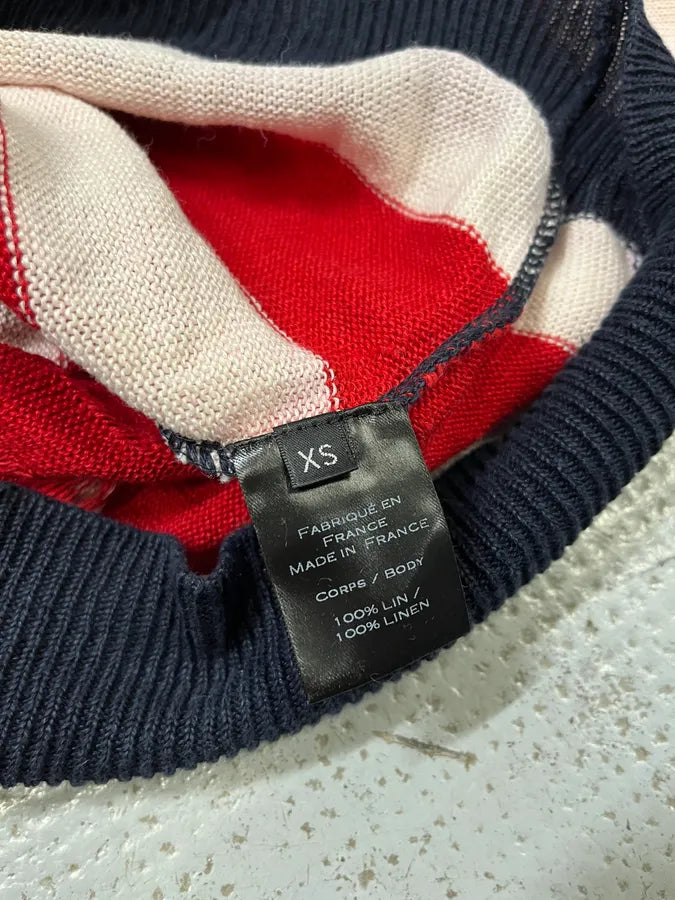 XS
FABRIQUÉ EN
FRANCE
MADE IN FRANCE
CORPS / BODY
100% LIN /
100% LINEN